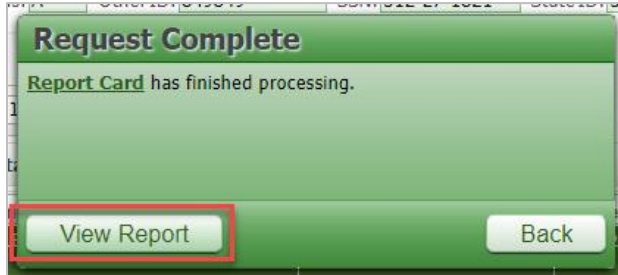 Request Complete
Report Card has finished processing.
View Report
Back